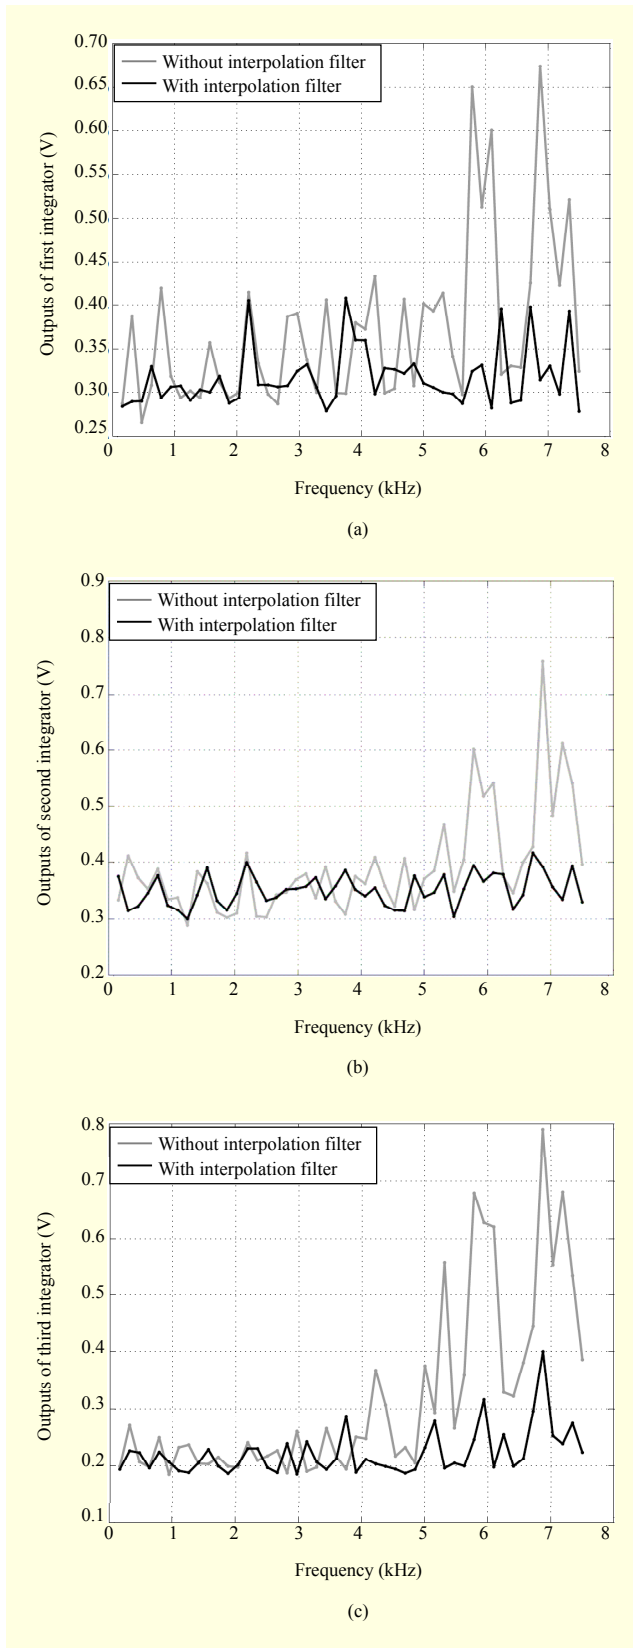 0.70
0.65
0.60
0.55
0.50
0.45
0.40
0.35
0.30
0.25
Outputs of first integrator (V)
Without interpolation filter
With interpolation filter
0 1 2 3 4 5 6 7 8
Frequency (kHz)
(a)
0.9
0.8
0.7
0.6
0.5
0.4
0.3
0.2
Outputs of second integrator (V)
Without interpolation filter
With interpolation filter
0 1 2 3 4 5 6 7 8
Frequency (kHz)
(b)
0.8
0.7
0.6
0.5
0.4
0.3
0.2
0.1
Outputs of third integrator (V)
Without interpolation filter
With interpolation filter
0 1 2 3 4 5 6 7 8
Frequency (kHz)
(c)